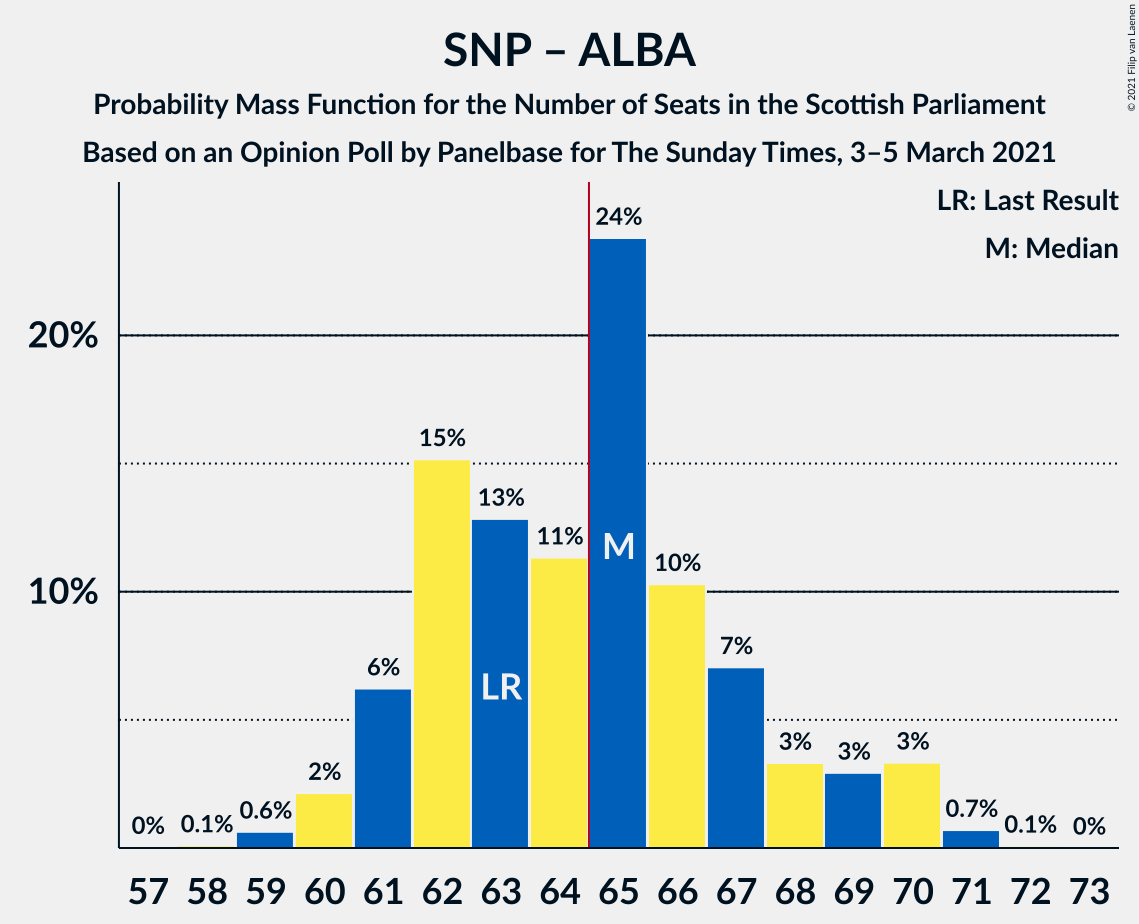 SNP – ALBA
Probability Mass Function for the Number of Seats in the Scottish Parliament
Based on an Opinion Poll by Panelbase for The Sunday Times, 3–5 March 2021
© 2021 Filip van Laenen
LR: Last Result
M: Median
20%
10%
0%
0.1%
0.6%
2%
6%
15%
13%
11%
24%
10%
7%
3%
3%
3%
0.7%
0.1%
0%
LR
M
57 58 59 60 61 62 63 64 65 66 67 68 69 70 71 72 73